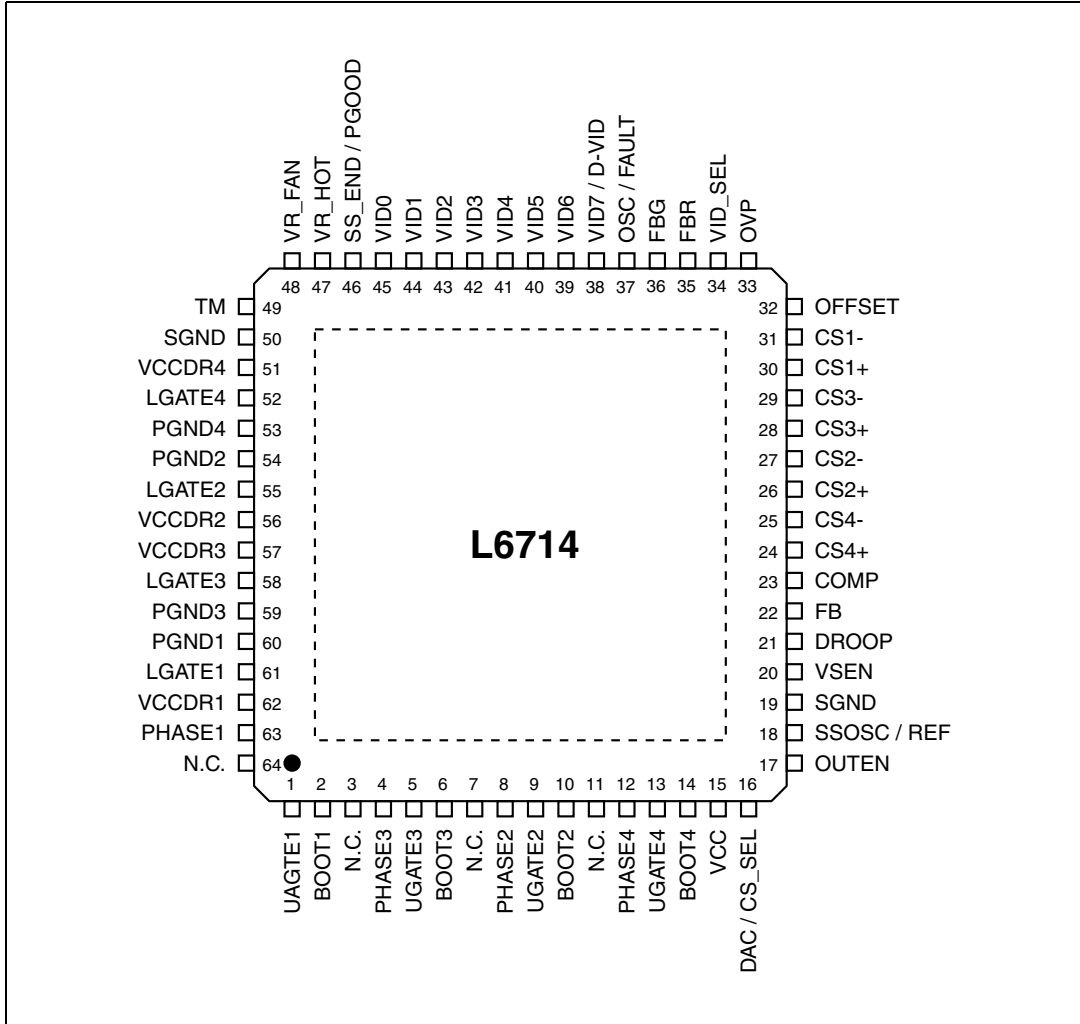 VR_FAN
VR_HOT
SS_END / PGOOD
VID0
VID1
VID2
VID3
VID4
VID5
VID6
VID7 / D-VID
OSC / FAULT
FBG
FBR
VID_SEL
OVP
48 47 46 45 44 43 42 41 40 39 38 37 36 35 34 33
TM 49
SGND 50
VCCDR4 51
LGATE4 52
PGND4 53
PGND2 54
LGATE2 55
VCCDR2 56
VCCDR3 57
LGATE3 58
PGND3 59
PGND1 60
LGATE1 61
VCCDR1 62
PHASE1 63
N.C. 64
L6714
32 OFFSET
31 CS1-
30 CS1+
29 CS3-
28 CS3+
27 CS2-
26 CS2+
25 CS4-
24 CS4+
23 COMP
22 FB
21 DROOP
20 VSEN
19 SGND
18 SSOSC / REF
17 OUTEN
1 2 3 4 5 6 7 8 9 10 11 12 13 14 15 16
UAGTE1
BOOT1
N.C.
PHASE3
UGATE3
BOOT3
N.C.
PHASE2
UGATE2
BOOT2
N.C.
PHASE4
UGATE4
BOOT4
VCC
DAC / CS_SEL